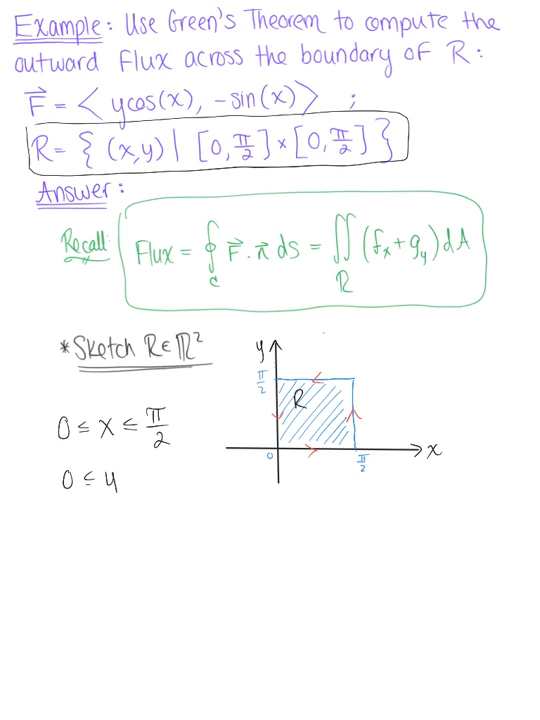 Example: Use Green's Theorem to compute the
outward Flux across the boundary of R:
F⃗ = < ycos(x), -sin(x) > ;
R = { (x,y) | [0, π/2] × [0, π/2] }
Answer:
Recall Flux = ∮_C F⃗ · n⃗ ds = ∬_R (f_x + g_y) dA
* Sketch R ∈ ℝ²
y
π/2
R
0 ≤ x ≤ π/2
0
π/2
x
0 ≤ y